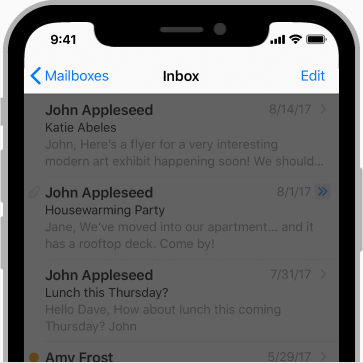 9:41
Mailboxes Inbox Edit
John Appleseed 8/14/17
Katie Abeles
John, Here's a flyer for a very interesting
modern art exhibit happening soon! We should...
John Appleseed 8/1/17
Housewarming Party
Jane, We've moved into our apartment... and it
has a rooftop deck. Come by!
John Appleseed 7/31/17
Lunch this Thursday?
Hello Dave, How about lunch this coming
Thursday? John
Amy Frost 5/29/17